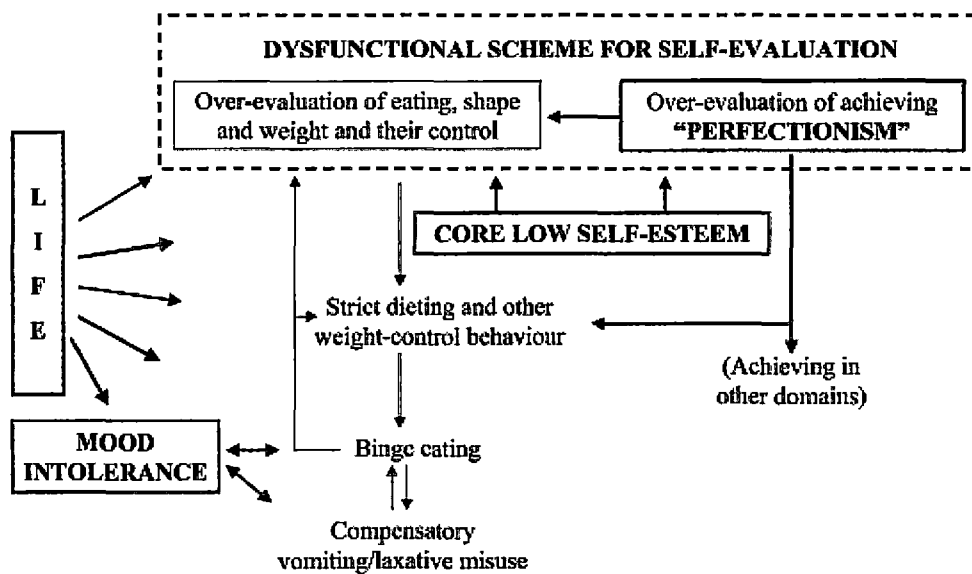 DYSFUNCTIONAL SCHEME FOR SELF-EVALUATION
Over-evaluation of eating, shape
and weight and their control
Over-evaluation of achieving
"PERFECTIONISM"
L
I
F
E
CORE LOW SELF-ESTEEM
Strict dieting and other
weight-control behaviour
(Achieving in
other domains)
MOOD
INTOLERANCE
Binge eating
Compensatory
vomiting/laxative misuse